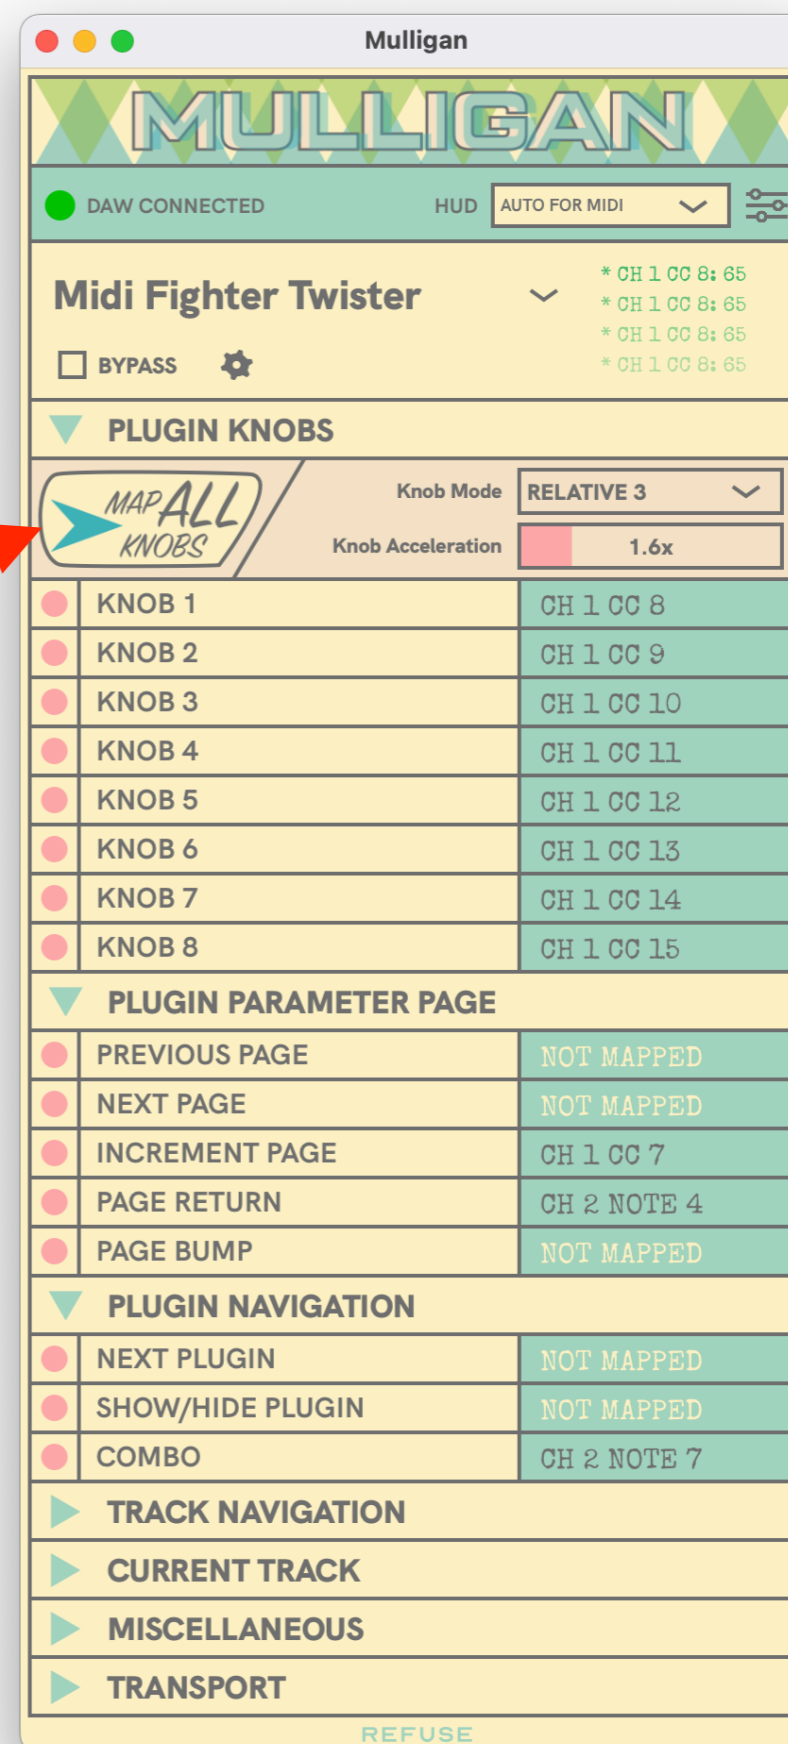 Mulligan
MULLIGAN
DAW CONNECTED HUD AUTO FOR MIDI
Midi Fighter Twister
* CH 1 CC 8: 65
* CH 1 CC 8: 65
* CH 1 CC 8: 65
* CH 1 CC 8: 65
BYPASS
PLUGIN KNOBS
MAP ALL KNOBS
Knob Mode RELATIVE 3
Knob Acceleration 1.6x
KNOB 1 CH 1 CC 8
KNOB 2 CH 1 CC 9
KNOB 3 CH 1 CC 10
KNOB 4 CH 1 CC 11
KNOB 5 CH 1 CC 12
KNOB 6 CH 1 CC 13
KNOB 7 CH 1 CC 14
KNOB 8 CH 1 CC 15
PLUGIN PARAMETER PAGE
PREVIOUS PAGE NOT MAPPED
NEXT PAGE NOT MAPPED
INCREMENT PAGE CH 1 CC 7
PAGE RETURN CH 2 NOTE 4
PAGE BUMP NOT MAPPED
PLUGIN NAVIGATION
NEXT PLUGIN NOT MAPPED
SHOW/HIDE PLUGIN NOT MAPPED
COMBO CH 2 NOTE 7
TRACK NAVIGATION
CURRENT TRACK
MISCELLANEOUS
TRANSPORT
REFUSE